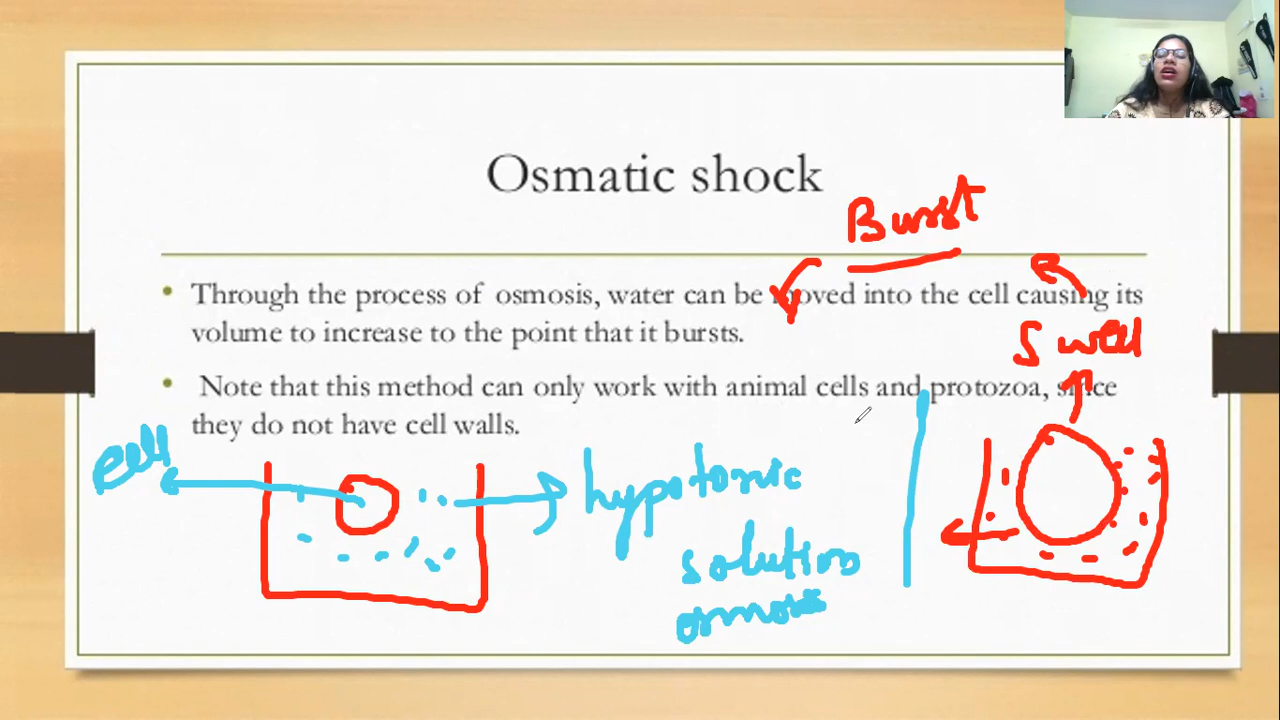 Osmatic shock
Burst
• Through the process of osmosis, water can be moved into the cell causing its
volume to increase to the point that it bursts.
Swell
• Note that this method can only work with animal cells and protozoa, since
they do not have cell walls.
cell
hypotonic
solution
osmosis